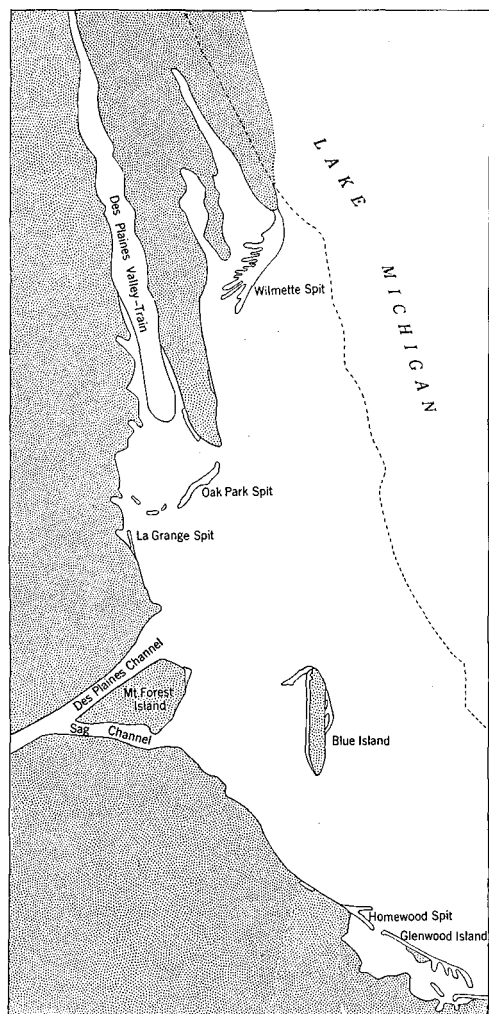 LAKE
MICHIGAN
Des Plaines Valley-Train
Wilmette Spit
Oak Park Spit
La Grange Spit
Des Plaines Channel
Mt. Forest
Island
Sag Channel
Blue Island
Homewood Spit
Glenwood Island